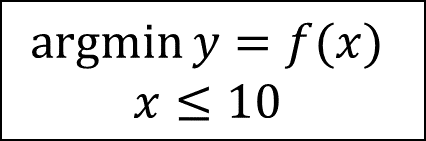 argmin y = f(x)
x ≤ 10